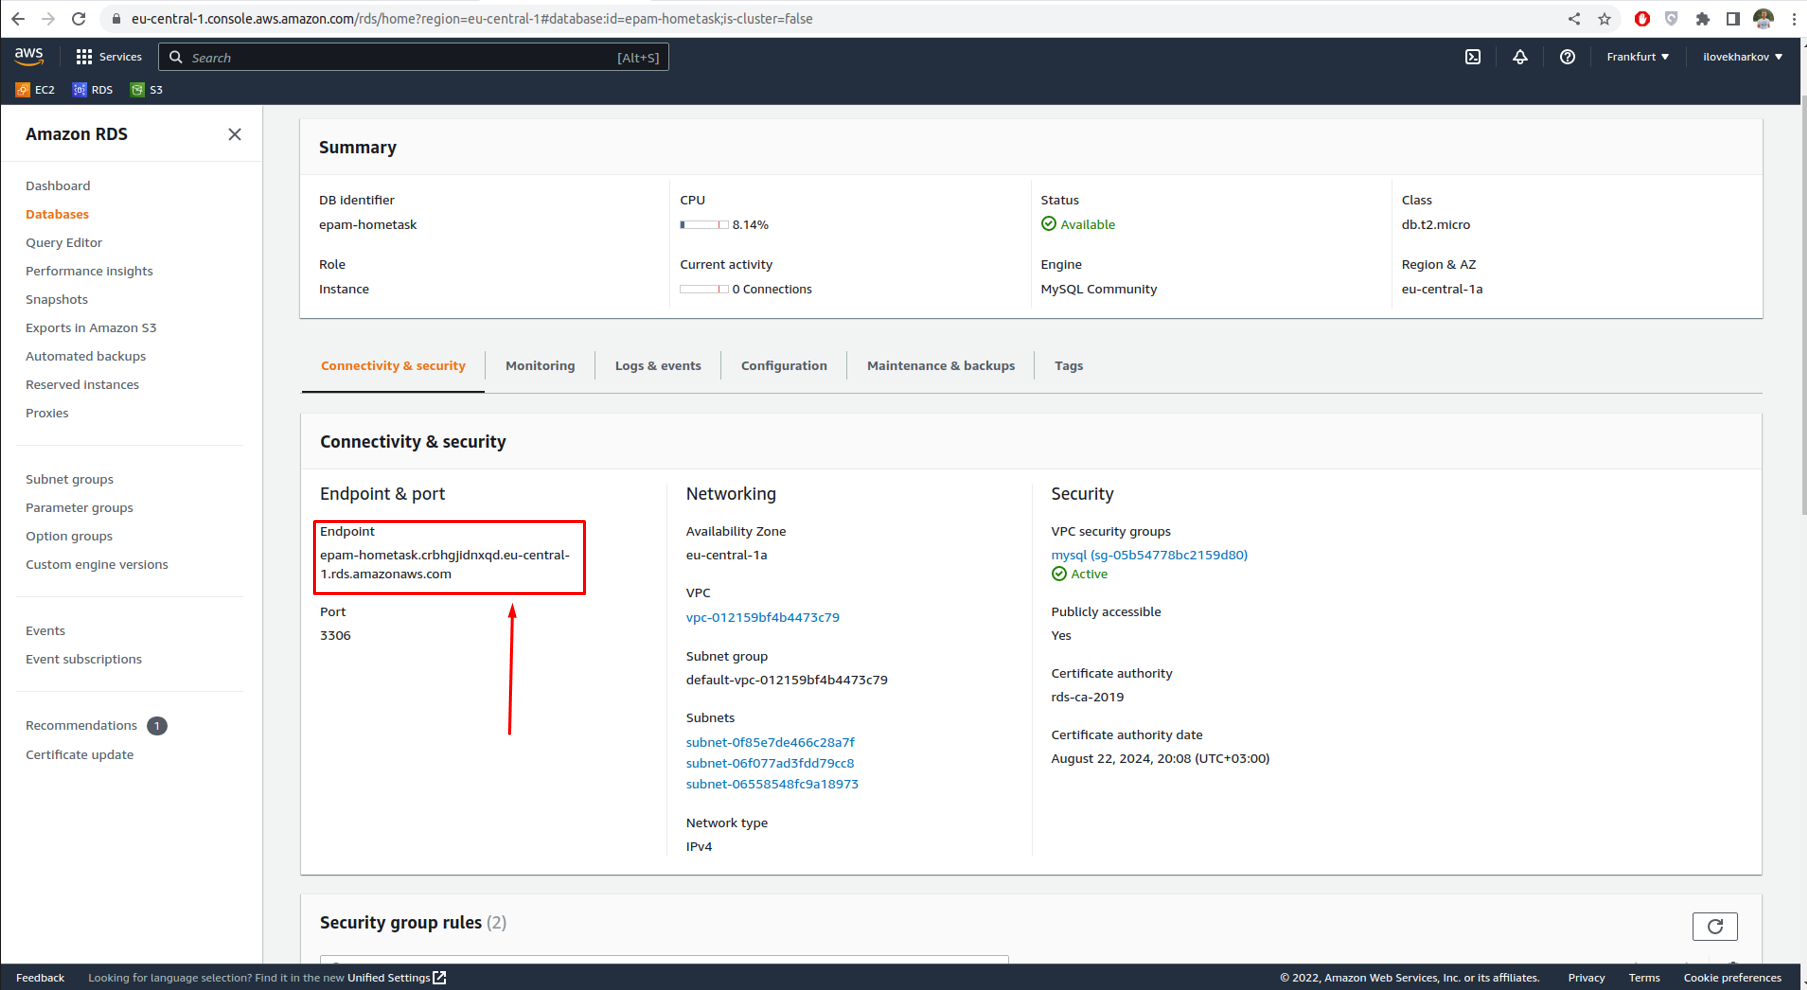 eu-central-1.console.aws.amazon.com/rds/home?region=eu-central-1#database:id=epam-hometask;is-cluster=false
aws
Services
Search
[Alt+S]
Frankfurt
ilovekharkov
EC2
RDS
S3
Amazon RDS
Dashboard
Databases
Query Editor
Performance insights
Snapshots
Exports in Amazon S3
Automated backups
Reserved instances
Proxies
Subnet groups
Parameter groups
Option groups
Custom engine versions
Events
Event subscriptions
Recommendations 1
Certificate update
Summary
DB identifier
epam-hometask
CPU
8.14%
Status
Available
Class
db.t2.micro
Role
Instance
Current activity
0 Connections
Engine
MySQL Community
Region & AZ
eu-central-1a
Connectivity & security
Monitoring
Logs & events
Configuration
Maintenance & backups
Tags
Connectivity & security
Endpoint & port
Endpoint
epam-hometask.crbhgjidnxqd.eu-central-
1.rds.amazonaws.com
Port
3306
Networking
Availability Zone
eu-central-1a
VPC
vpc-012159bf4b4473c79
Subnet group
default-vpc-012159bf4b4473c79
Subnets
subnet-0f85e7de466c28a7f
subnet-06f077ad3fdd79cc8
subnet-06558548fc9a18973
Network type
IPv4
Security
VPC security groups
mysql (sg-05b54778bc2159d80)
Active
Publicly accessible
Yes
Certificate authority
rds-ca-2019
Certificate authority date
August 22, 2024, 20:08 (UTC+03:00)
Security group rules (2)
Feedback
Looking for language selection? Find it in the new Unified Settings
© 2022, Amazon Web Services, Inc. or its affiliates.
Privacy
Terms
Cookie preferences